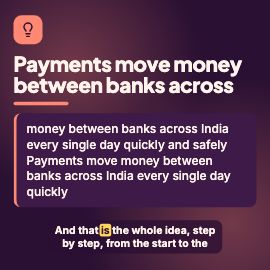 Payments move money
between banks across
money between banks across India
every single day quickly and safely
Payments move money between
banks across India every single day
quickly
And that is the whole idea, step
by step, from the start to the